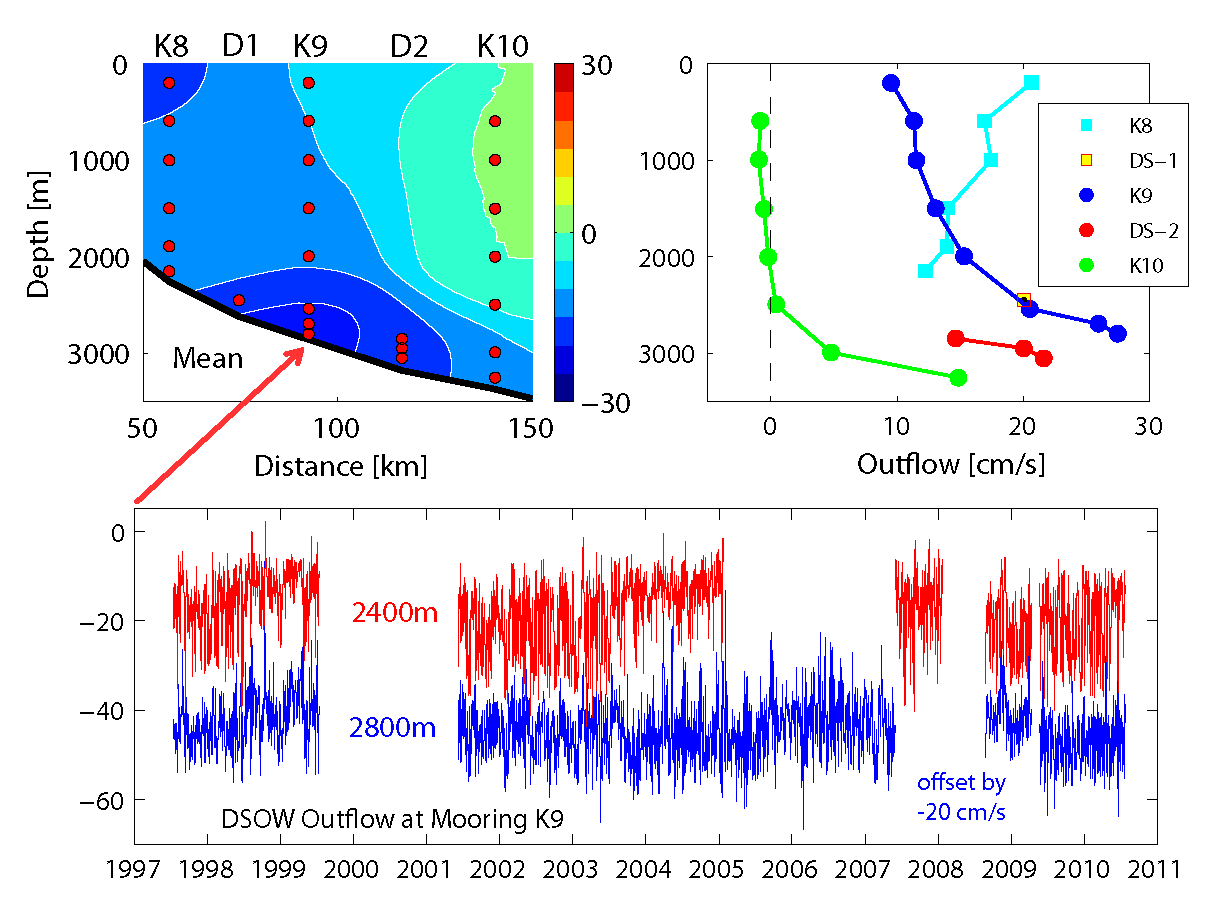 K8 D1 K9 D2 K10
0
1000
2000
3000
Depth [m]
Mean
50 100 150
Distance [km]
30
0
−30
0
1000
2000
3000
0 10 20 30
Outflow [cm/s]
K8
DS−1
K9
DS−2
K10
0
−20
−40
−60
2400m
2800m
offset by
-20 cm/s
DSOW Outflow at Mooring K9
1997 1998 1999 2000 2001 2002 2003 2004 2005 2006 2007 2008 2009 2010 2011